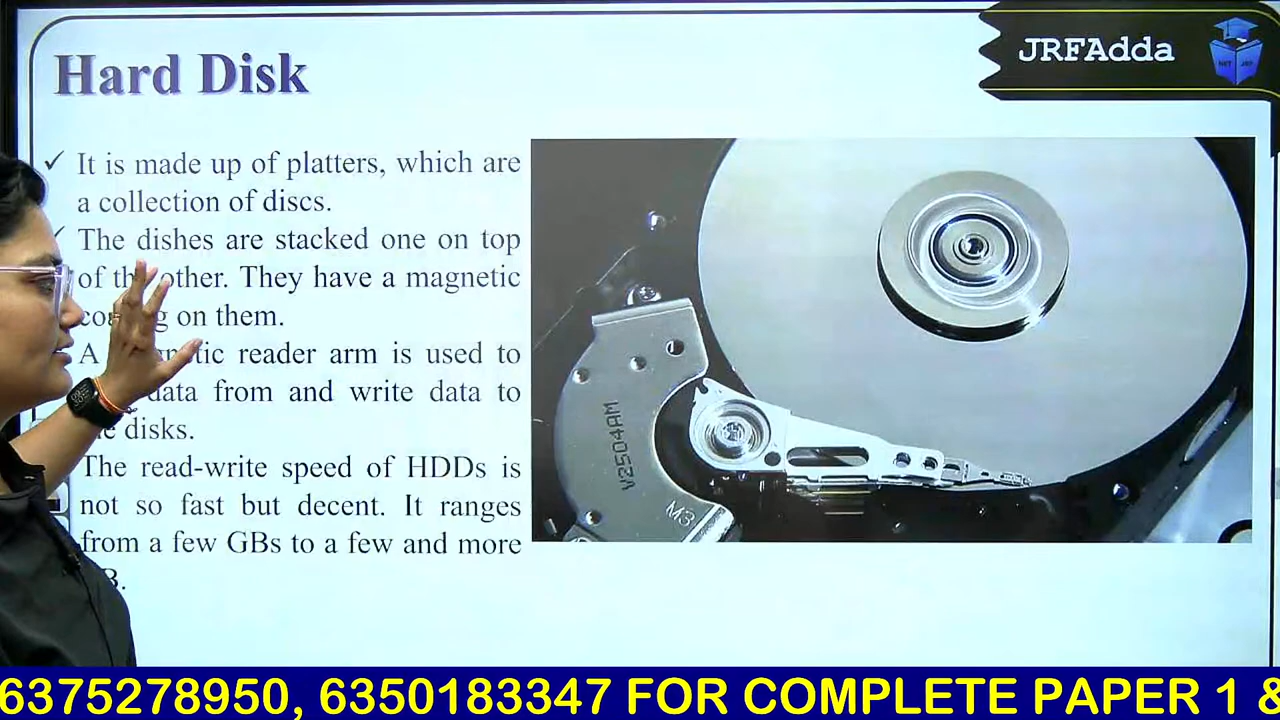 Hard Disk
JRFAdda
NET JRF
✓ It is made up of platters, which are
a collection of discs.
The dishes are stacked one on top
of other. They have a magnetic
on them.
A reader arm is used to
data from and write data to
disks.
The read-write speed of HDDs is
not so fast but decent. It ranges
from a few GBs to a few and more
V2504AM
M3
6375278950, 6350183347 FOR COMPLETE PAPER 1 &